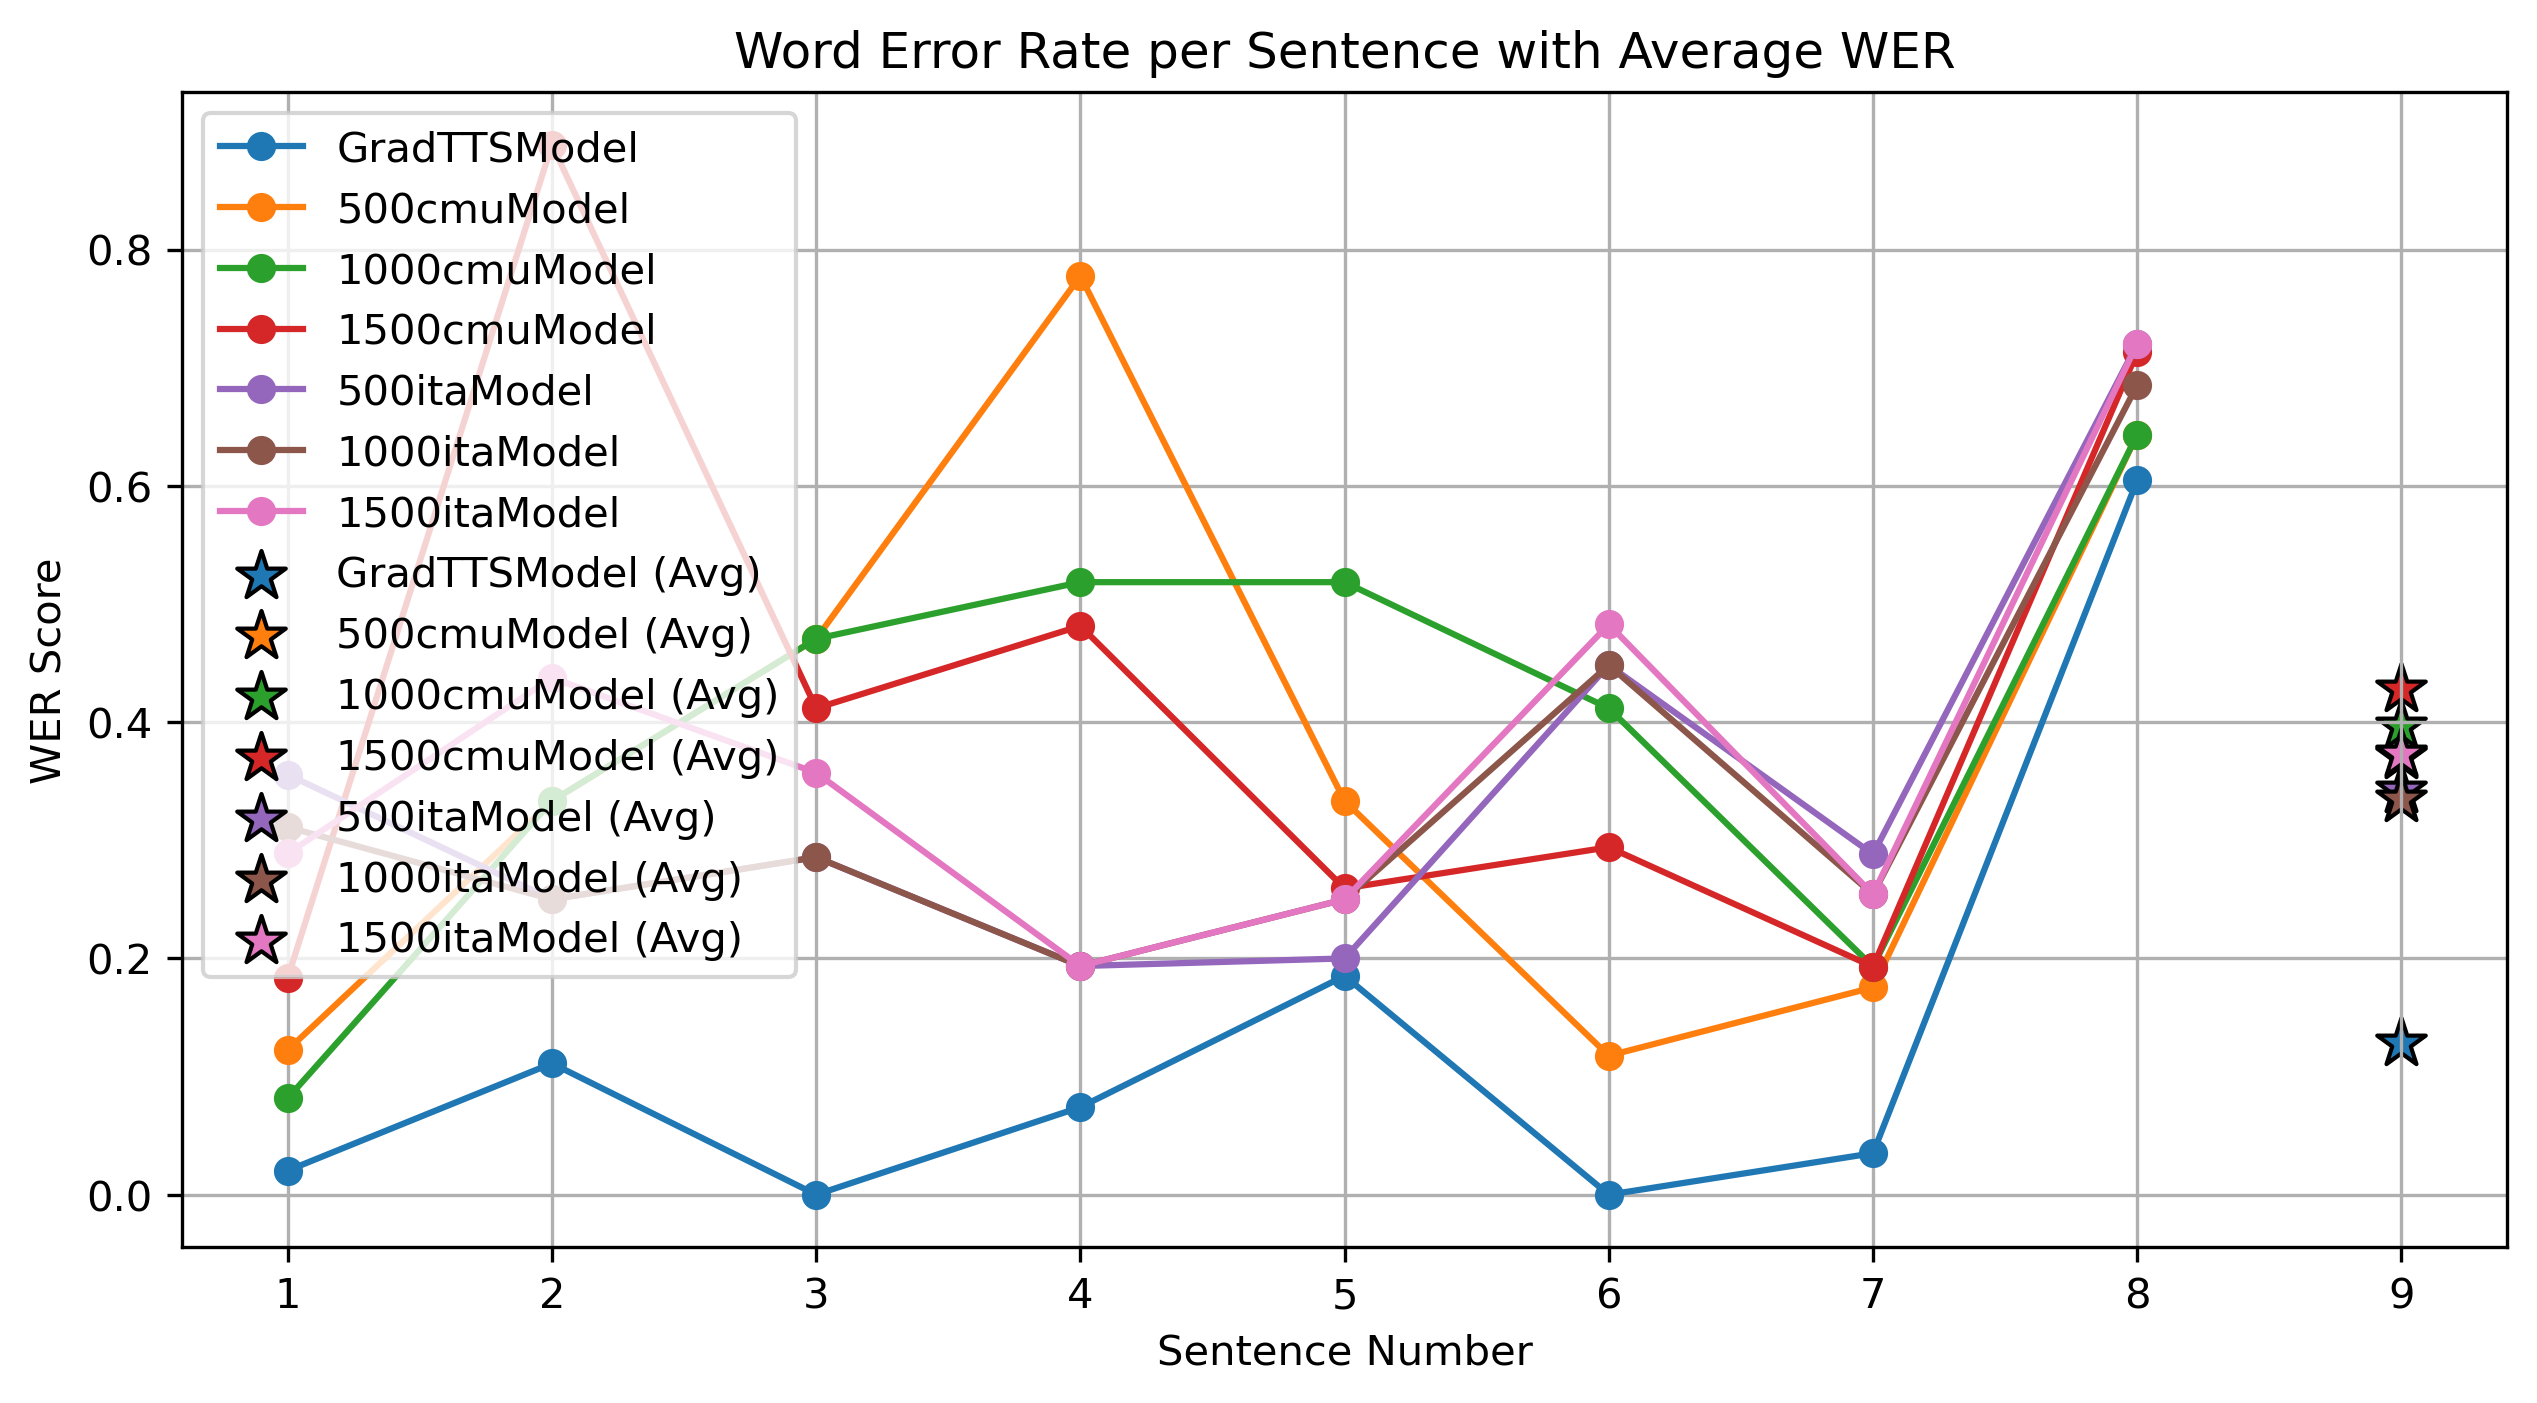 Word Error Rate per Sentence with Average WER
GradTTSModel
500cmuModel
1000cmuModel
1500cmuModel
500itaModel
1000itaModel
1500itaModel
GradTTSModel (Avg)
500cmuModel (Avg)
1000cmuModel (Avg)
1500cmuModel (Avg)
500itaModel (Avg)
1000itaModel (Avg)
1500itaModel (Avg)
WER Score
0.8
0.6
0.4
0.2
0.0
1 2 3 4 5 6 7 8 9
Sentence Number